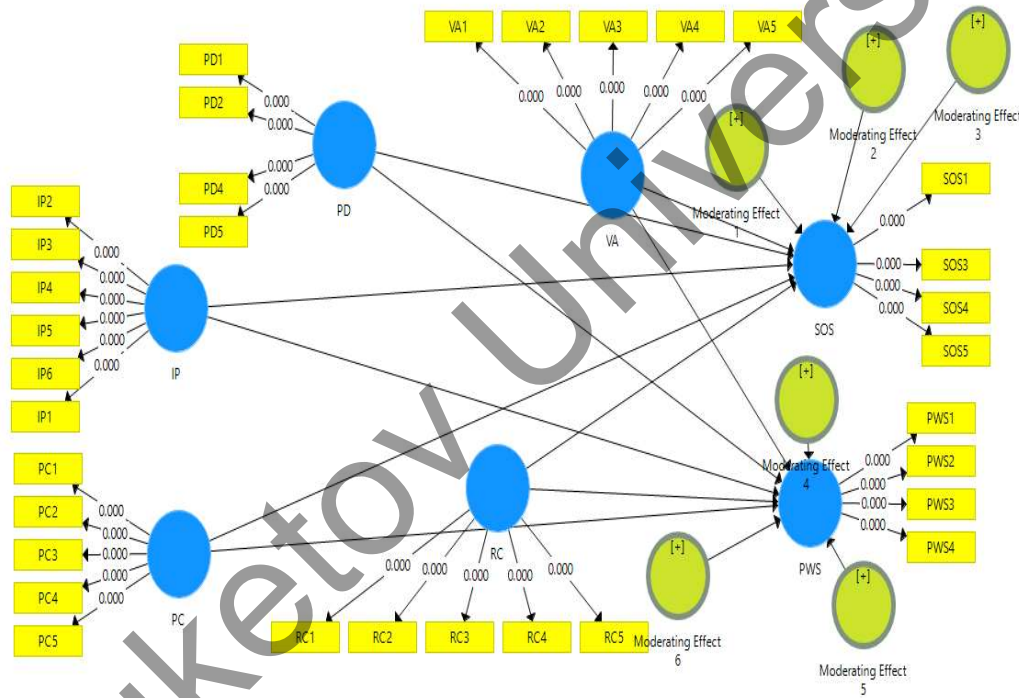 VA1 VA2 VA3 VA4 VA5
0.000 0.000 0.000 0.000 0.000
VA
PD1
PD2
PD4
PD5
0.000
0.000
0.000
0.000
PD
IP2
IP3
IP4
IP5
IP6
IP1
0.000
0.000
0.000
0.000
0.000
0.000
IP
PC1
PC2
PC3
PC4
PC5
0.000
0.000
0.000
0.000
0.000
PC
RC
0.000 0.000 0.000 0.000 0.000
RC1 RC2 RC3 RC4 RC5
[+]
Moderating Effect
1
[+]
Moderating Effect
2
[+]
Moderating Effect
3
SOS
0.000
0.000
0.000
0.000
SOS1
SOS3
SOS4
SOS5
[+]
Moderating Effect
4
PWS
0.000
0.000
0.000
0.000
PWS1
PWS2
PWS3
PWS4
[+]
Moderating Effect
5
[+]
Moderating Effect
6